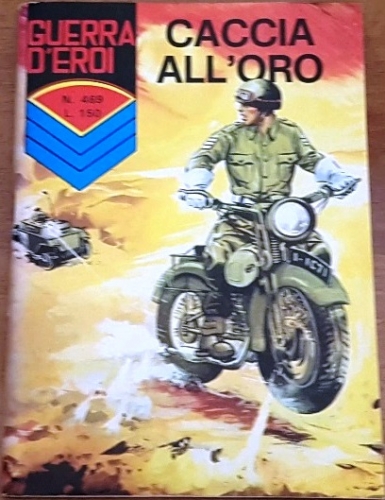 GUERRA
D'EROI
N. 469
L. 150
CACCIA
ALL'ORO